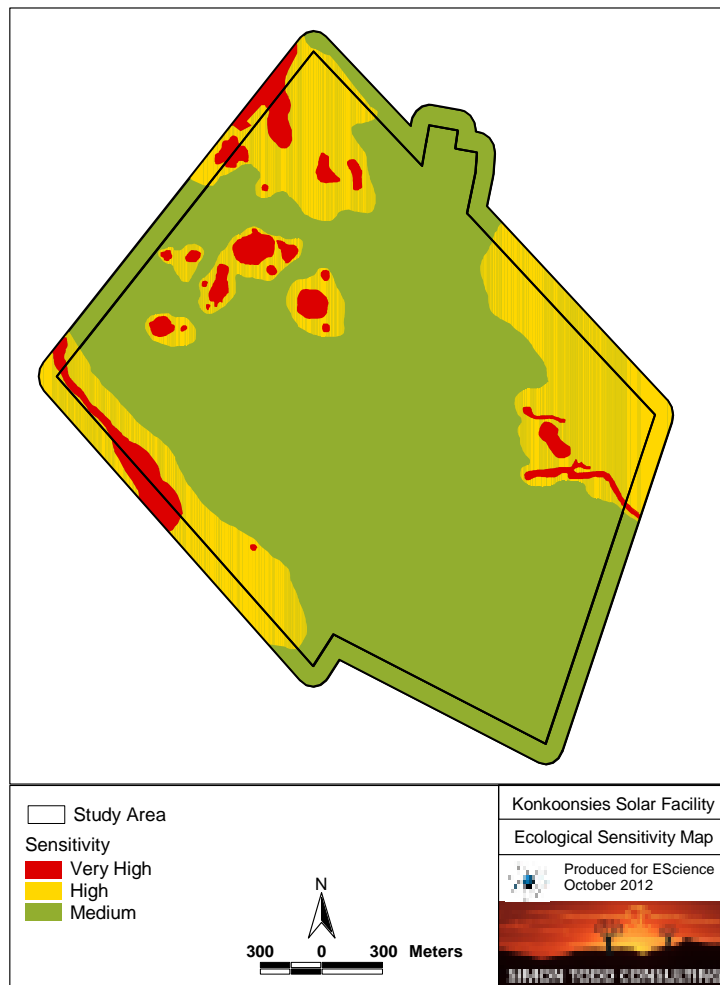 Study Area
Sensitivity
Very High
High
Medium
N
300 0 300 Meters
Konkoonsies Solar Facility
Ecological Sensitivity Map
Produced for EScience
October 2012
SIMON TODD CONSULTING